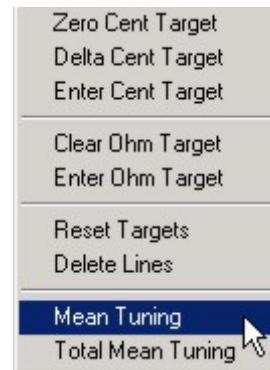 Zero Cent Target
Delta Cent Target
Enter Cent Target
Clear Ohm Target
Enter Ohm Target
Reset Targets
Delete Lines
Mean Tuning
Total Mean Tuning